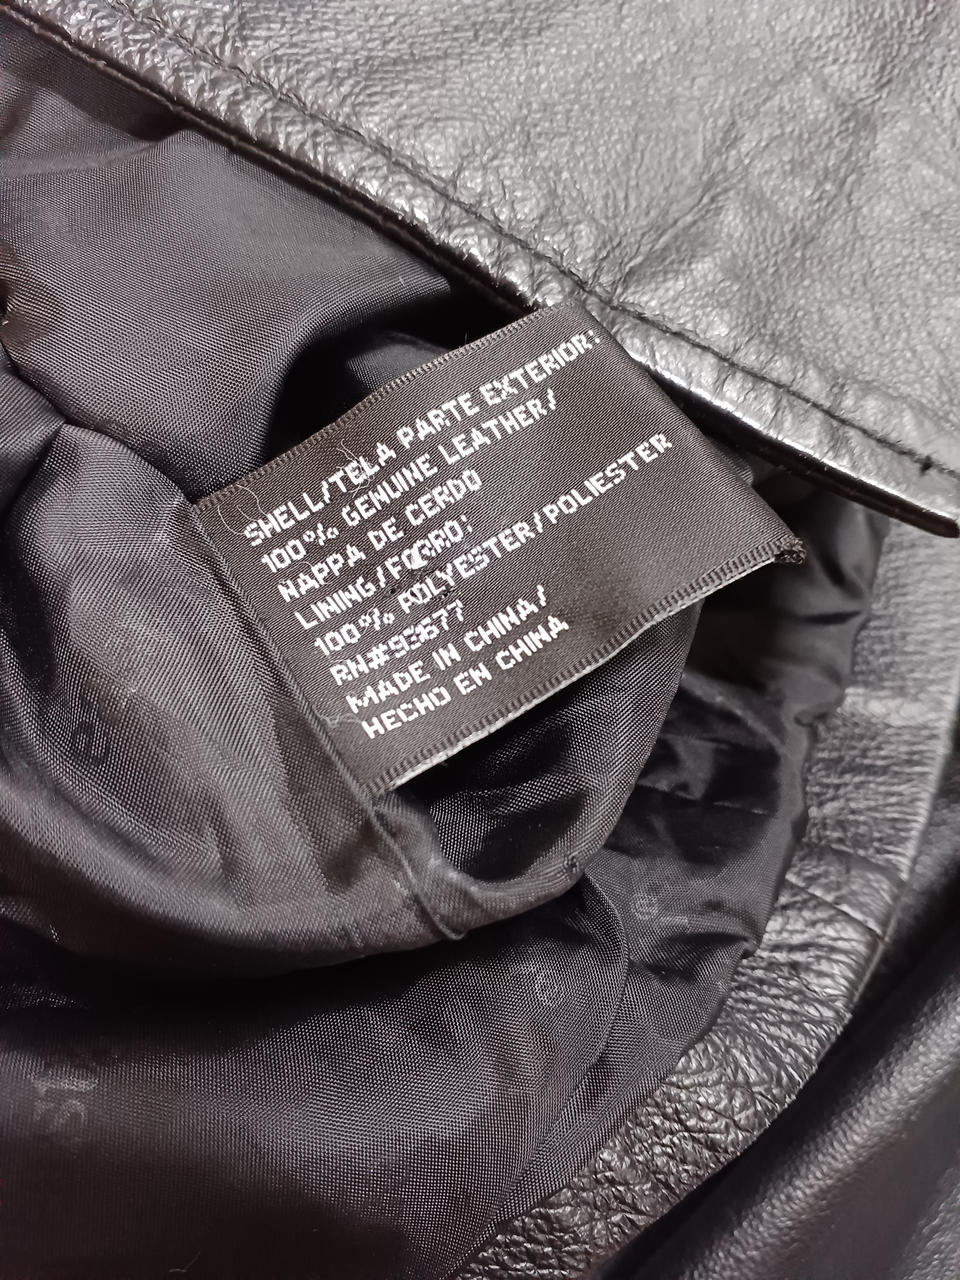 SHELL/TELA PARTE EXTERIOR:
100% GENUINE LEATHER/
NAPPA DE CERDO
LINING/FORRO:
100% POLYESTER/POLIESTER
RN#93677
MADE IN CHINA/
HECHO EN CHINA